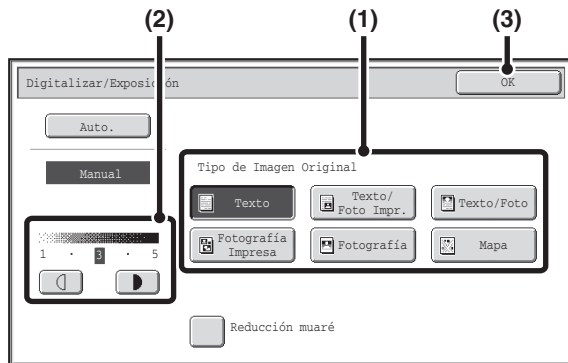 (2) (1) (3)
Digitalizar/Exposición OK
Auto.
Manual
Tipo de Imagen Original
Texto
Texto/
Foto Impr.
Texto/Foto
Fotografía
Impresa
Fotografía
Mapa
1 · 3 · 5
Reducción muaré